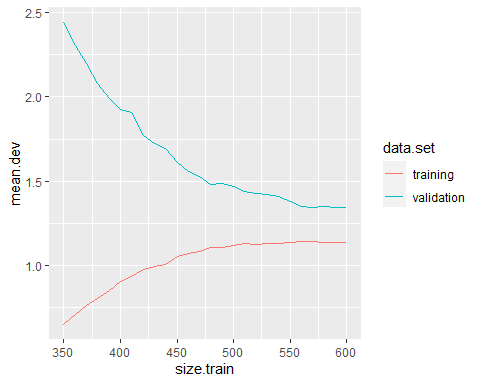 2.5
2.0
1.5
1.0
mean.dev
350 400 450 500 550 600
size.train
data.set
training
validation